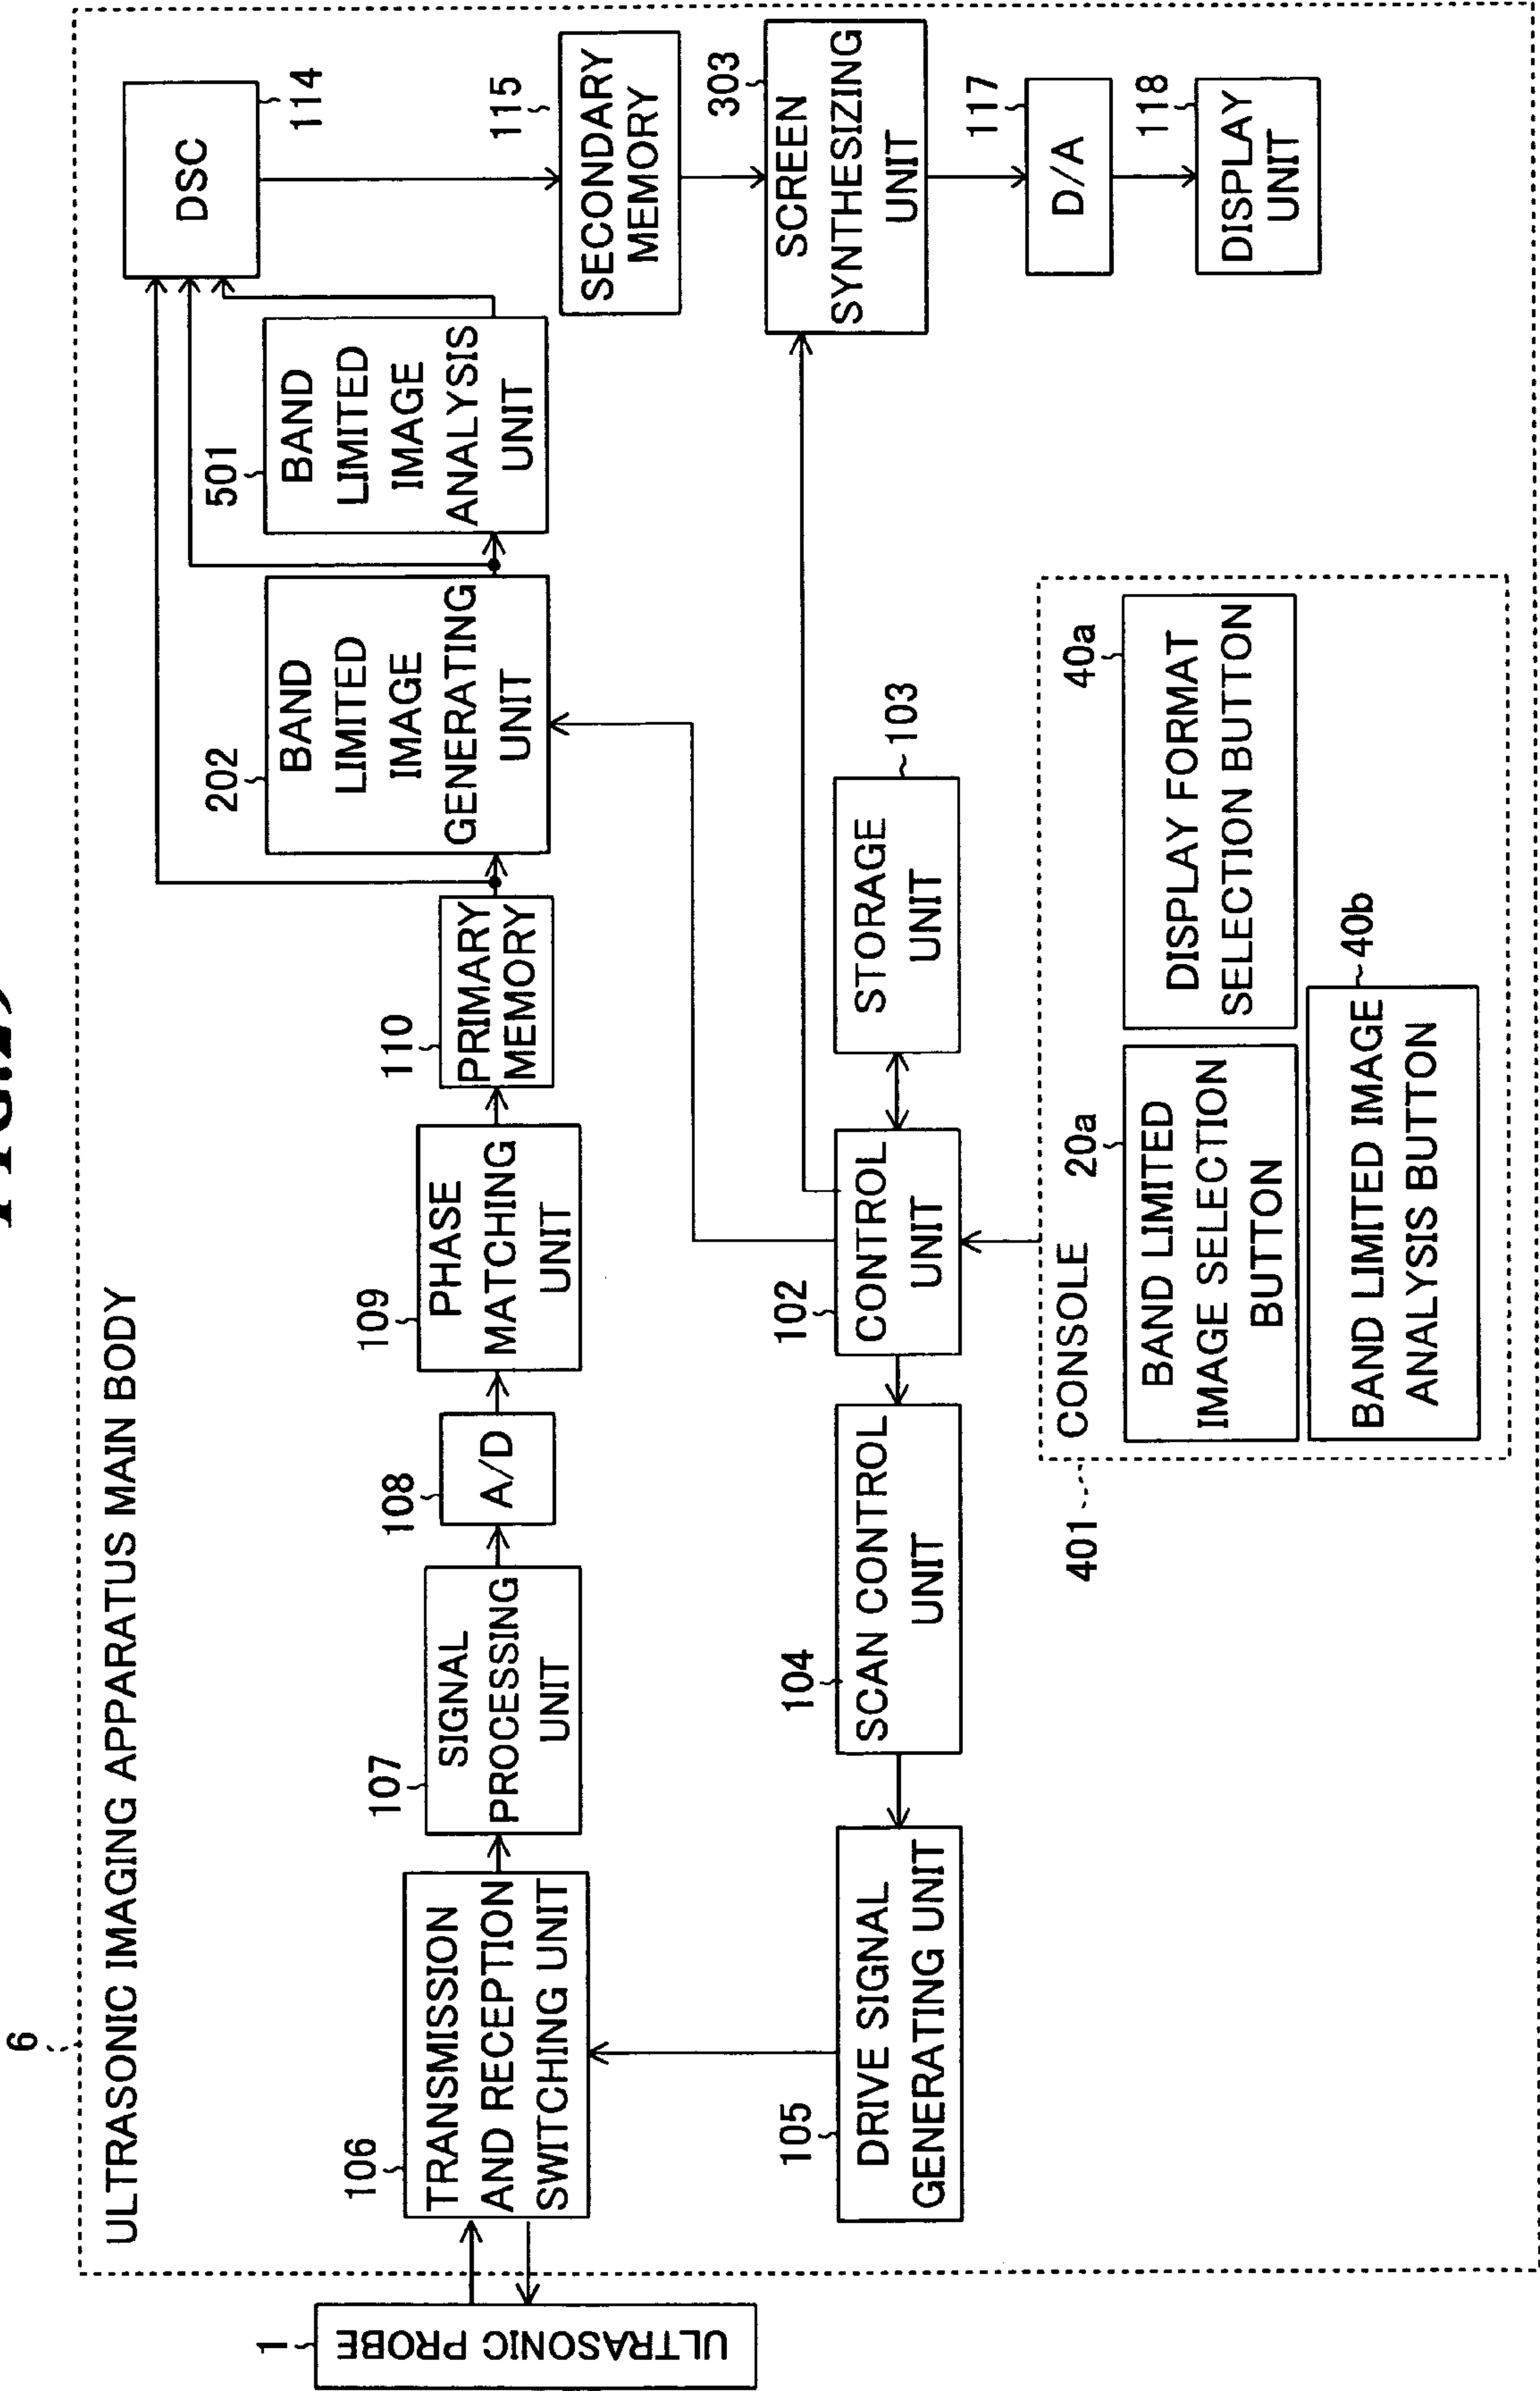 6
ULTRASONIC IMAGING APPARATUS MAIN BODY
1
ULTRASONIC PROBE
106
TRANSMISSION
AND RECEPTION
SWITCHING UNIT
107
SIGNAL
PROCESSING
UNIT
108
A/D
109
PHASE
MATCHING
UNIT
110
PRIMARY
MEMORY
202
BAND
LIMITED
IMAGE
GENERATING
UNIT
501
BAND
LIMITED
IMAGE
ANALYSIS
UNIT
DSC
114
115
SECONDARY
MEMORY
303
SCREEN
SYNTHESIZING
UNIT
117
D/A
118
DISPLAY
UNIT
105
DRIVE SIGNAL
GENERATING UNIT
104
SCAN CONTROL
UNIT
102
CONTROL
UNIT
STORAGE
UNIT
103
401
CONSOLE
20a
BAND LIMITED
IMAGE SELECTION
BUTTON
40a
DISPLAY FORMAT
SELECTION BUTTON
BAND LIMITED IMAGE
ANALYSIS BUTTON
40b